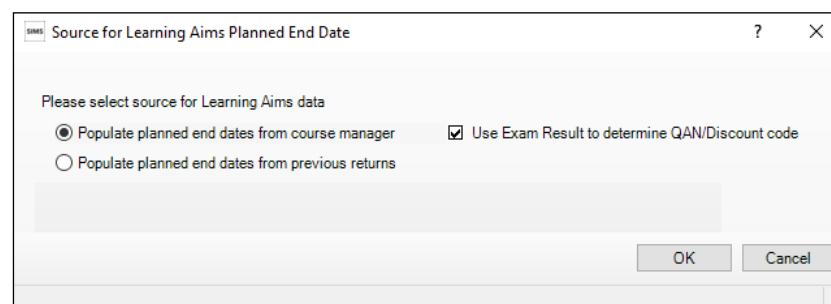 SIMS Source for Learning Aims Planned End Date ?
Please select source for Learning Aims data
Populate planned end dates from course manager Use Exam Result to determine QAN/Discount code
Populate planned end dates from previous returns
OK Cancel